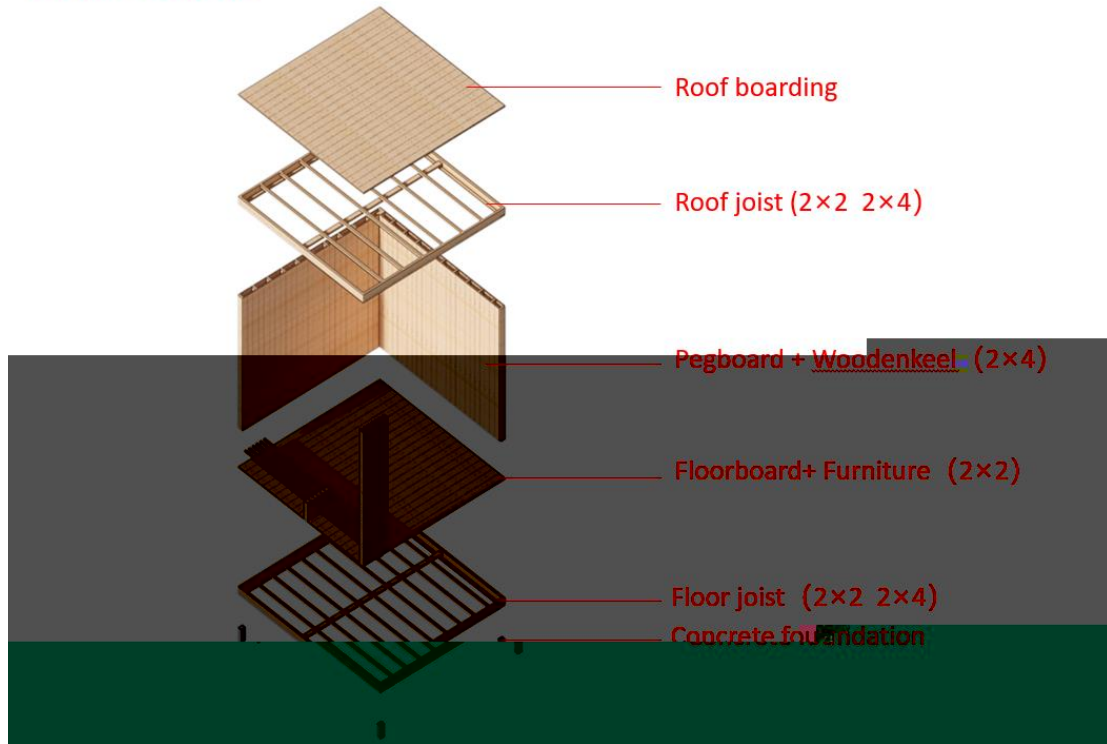 Roof boarding
Roof joist (2×2 2×4)
Pegboard + Woodenkeel (2×4)
Floorboard+ Furniture (2×2)
Floor joist (2×2 2×4)
Concrete foundation